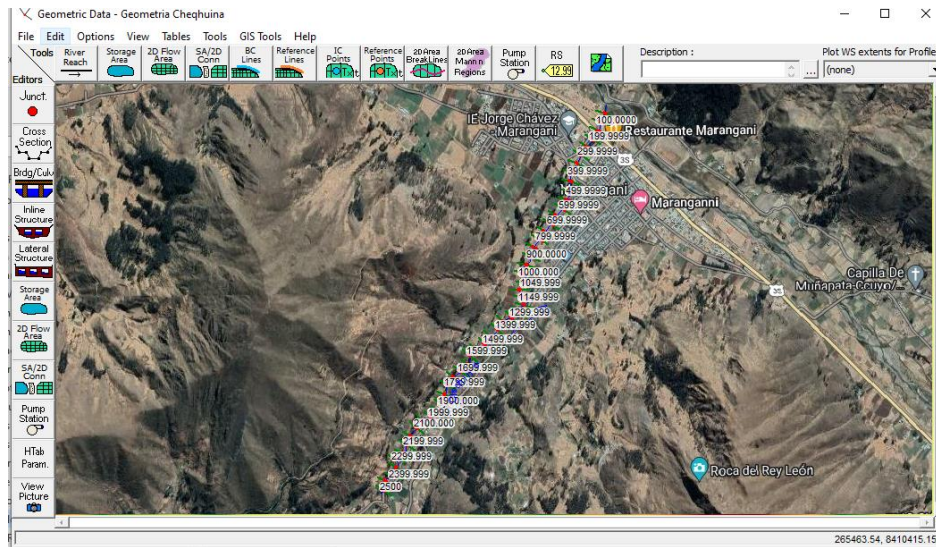 Geometric Data - Geometria Cheqhuina
File Edit Options View Tables Tools GIS Tools Help
Tools
Editors
River
Reach
Storage
Area
2D Flow
Area
SA/2D
Conn
BC
Lines
Reference
Lines
IC
Points
Reference
Points
2D Area
BreakLines
2D Area
Mann n
Regions
Pump
Station
RS
12.99
Description :
...
Plot WS extents for Profile
(none)
Junct.
Cross
Section
Brdg/Culv
Inline
Structure
Lateral
Structure
Storage
Area
2D Flow
Area
SA/2D
Conn
Pump
Station
HTab
Param.
View
Picture
IE Jorge Chávez
- Marangani
Restaurante Marangani
3S
Maranganni
3S
Capilla De
Muñapata-Ccuyo/...
Roca del Rey León
100.0000
199.9999
299.9999
399.9999
499.9999
599.9999
699.9999
799.9999
900.0000
1000.000
1049.999
1149.999
1299.999
1399.999
1499.999
1599.999
1699.999
1799.999
1900.000
1999.999
2100.000
2199.999
2299.999
2399.999
2500
265463.54, 8410415.15